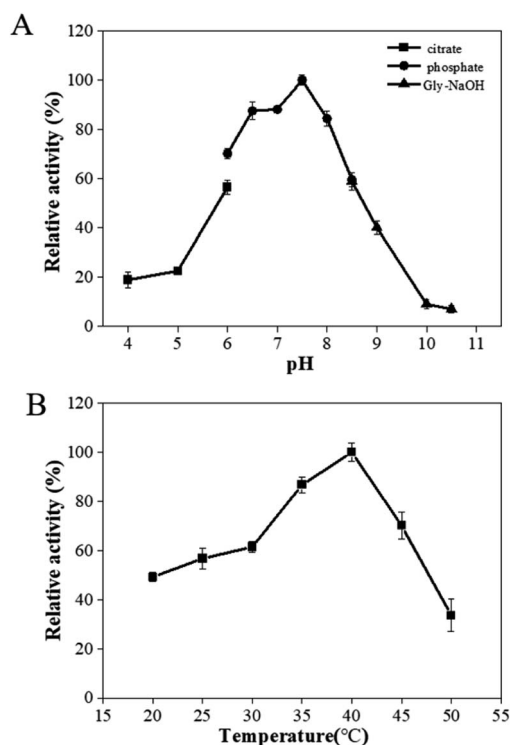 A
120
100
80
60
40
20
0
Relative activity (%)
citrate
phosphate
Gly-NaOH
4 5 6 7 8 9 10 11
pH
B
120
100
80
60
40
20
0
Relative activity (%)
15 20 25 30 35 40 45 50 55
Temperature(°C)